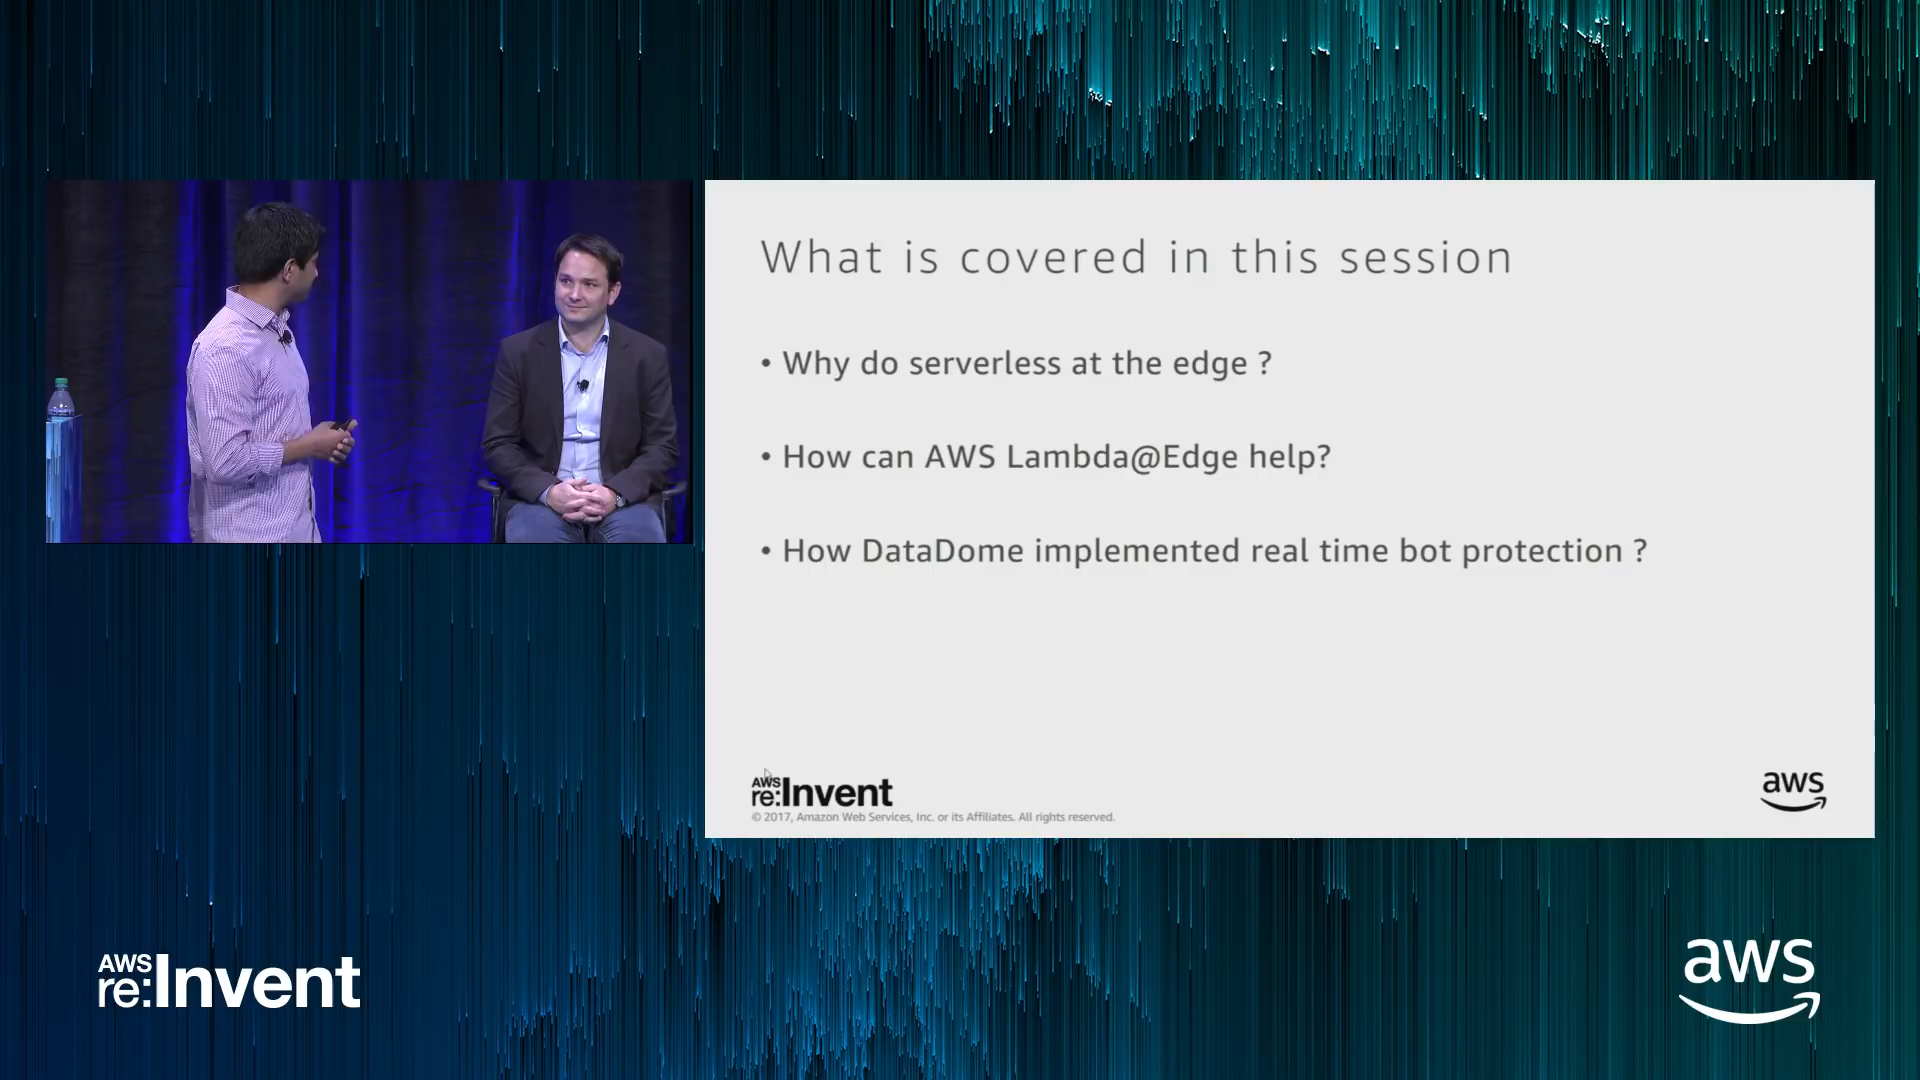 What is covered in this session
• Why do serverless at the edge ?
• How can AWS Lambda@Edge help?
• How DataDome implemented real time bot protection ?
AWS
re:Invent
© 2017, Amazon Web Services, Inc. or its Affiliates. All rights reserved.
aws
AWS
re:Invent
aws